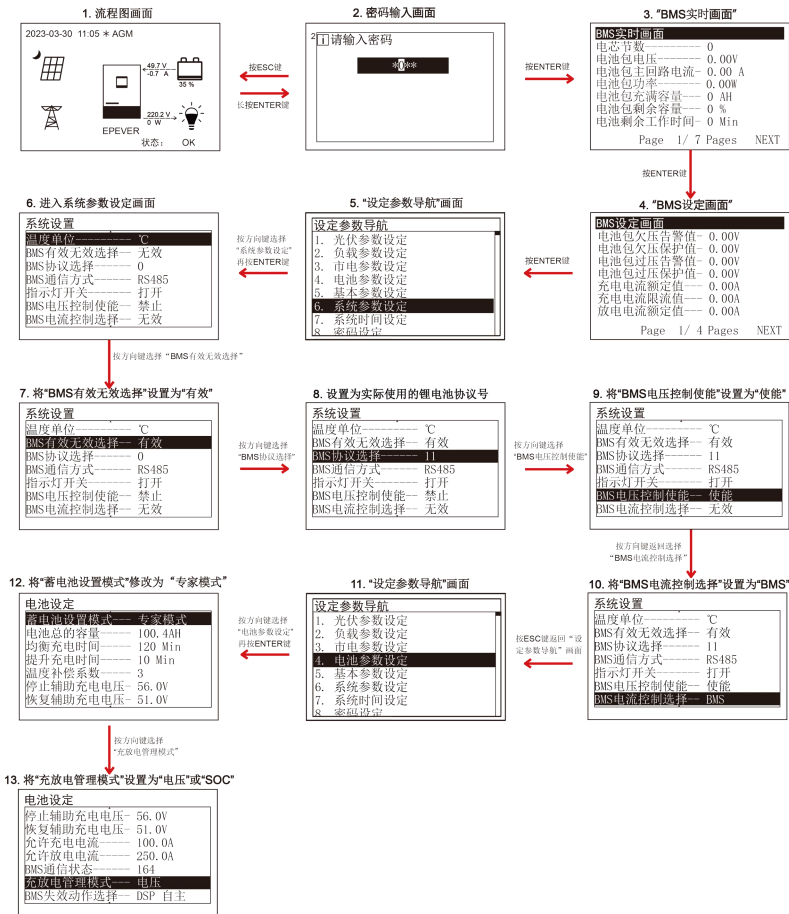 1. 流程图画面
2023-03-30 11:05 * AGM
49.7 V
-0.7 A
35 %
220.2 V
0 W
EPEVER
状态: OK
按ESC键
长按ENTER键
2. 密码输入画面
2 i 请输入密码
*0**
按ENTER键
3. “BMS实时画面”
BMS实时画面
电芯节数--------- 0
电池包电压------- 0.00V
电池包主回路电流- 0.00 A
电池包功率------- 0.00W
电池包充满容量--- 0 AH
电池包剩余容量--- 0 %
电池剩余工作时间- 0 Min
Page 1/ 7 Pages NEXT
按ENTER键
4. “BMS设定画面”
BMS设定画面
电池包欠压告警值- 0.00V
电池包欠压保护值- 0.00V
电池包过压告警值- 0.00V
电池包过压保护值- 0.00V
充电电流额定值--- 0.00A
充电电流限流值--- 0.00A
放电电流额定值--- 0.00A
Page 1/ 4 Pages NEXT
按ENTER键
5. “设定参数导航”画面
设定参数导航
1. 光伏参数设定
2. 负载参数设定
3. 市电参数设定
4. 电池参数设定
5. 基本参数设定
6. 系统参数设定
7. 系统时间设定
8. 密码设定
按方向键选择
“系统参数设定”
再按ENTER键
6. 进入系统参数设定画面
系统设置
温度单位--------- ℃
BMS有效无效选择-- 无效
BMS协议选择------ 0
BMS通信方式------ RS485
指示灯开关------- 打开
BMS电压控制使能-- 禁止
BMS电流控制选择-- 无效
按方向键选择 “BMS有效无效选择”
7. 将“BMS有效无效选择”设置为“有效”
系统设置
温度单位--------- ℃
BMS有效无效选择-- 有效
BMS协议选择------ 0
BMS通信方式------ RS485
指示灯开关------- 打开
BMS电压控制使能-- 禁止
BMS电流控制选择-- 无效
按方向键选择
“BMS协议选择”
8. 设置为实际使用的锂电池协议号
系统设置
温度单位--------- ℃
BMS有效无效选择-- 有效
BMS协议选择------ 11
BMS通信方式------ RS485
指示灯开关------- 打开
BMS电压控制使能-- 禁止
BMS电流控制选择-- 无效
按方向键选择
“BMS电压控制使能”
9. 将“BMS电压控制使能”设置为“使能”
系统设置
温度单位--------- ℃
BMS有效无效选择-- 有效
BMS协议选择------ 11
BMS通信方式------ RS485
指示灯开关------- 打开
BMS电压控制使能-- 使能
BMS电流控制选择-- 无效
按方向键返回选择
“BMS电流控制选择”
10. 将“BMS电流控制选择”设置为“BMS”
系统设置
温度单位--------- ℃
BMS有效无效选择-- 有效
BMS协议选择------ 11
BMS通信方式------ RS485
指示灯开关------- 打开
BMS电压控制使能-- 使能
BMS电流控制选择-- BMS
按ESC键返回“设
定参数导航”画面
11. “设定参数导航”画面
设定参数导航
1. 光伏参数设定
2. 负载参数设定
3. 市电参数设定
4. 电池参数设定
5. 基本参数设定
6. 系统参数设定
7. 系统时间设定
8. 密码设定
按方向键选择
“电池参数设定”
再按ENTER键
12. 将“蓄电池设置模式”修改为“专家模式”
电池设定
蓄电池设置模式--- 专家模式
电池总的容量----- 100.4AH
均衡充电时间----- 120 Min
提升充电时间----- 10 Min
温度补偿系数----- 3
停止辅助充电电压- 56.0V
恢复辅助充电电压- 51.0V
按方向键选择
“充放电管理模式”
13. 将“充放电管理模式”设置为“电压”或“SOC”
电池设定
停止辅助充电电压- 56.0V
恢复辅助充电电压- 51.0V
允许充电电流----- 100.0A
允许放电电流----- 250.0A
BMS通信状态------ 164
充放电管理模式--- 电压
BMS失效动作选择-- DSP 自主